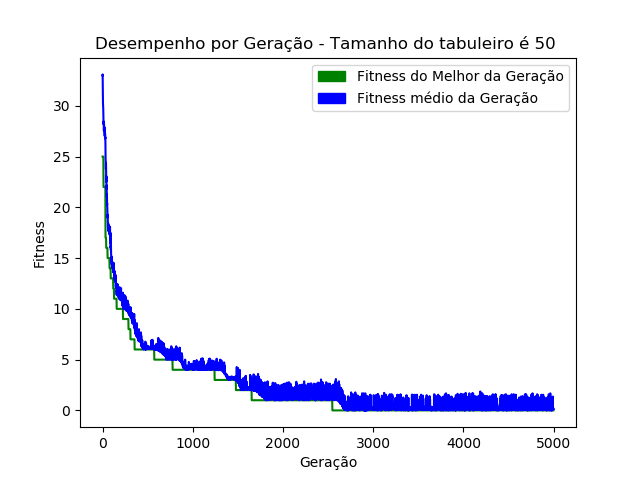 Desempenho por Geração - Tamanho do tabuleiro é 50
Fitness do Melhor da Geração
Fitness médio da Geração
Fitness
30
25
20
15
10
5
0
0 1000 2000 3000 4000 5000
Geração